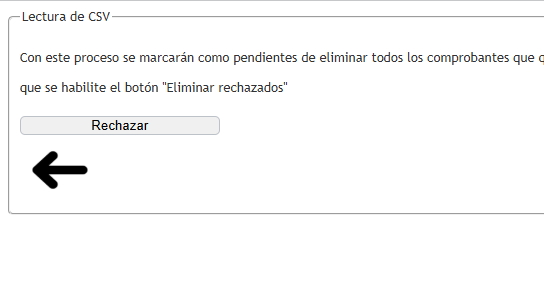 Lectura de CSV
Con este proceso se marcarán como pendientes de eliminar todos los comprobantes que
que se habilite el botón "Eliminar rechazados"
Rechazar